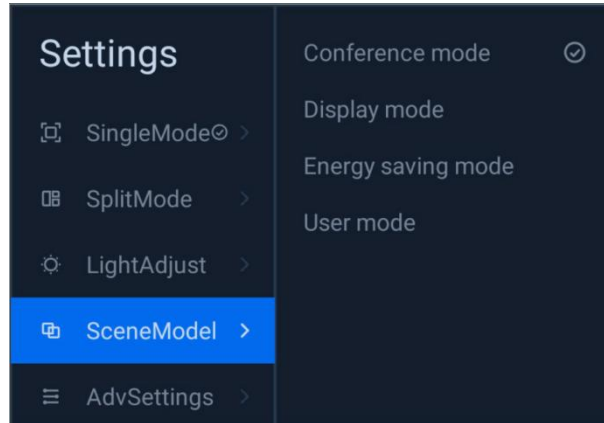 Settings
SingleMode
SplitMode
LightAdjust
SceneModel
AdvSettings
Conference mode
Display mode
Energy saving mode
User mode